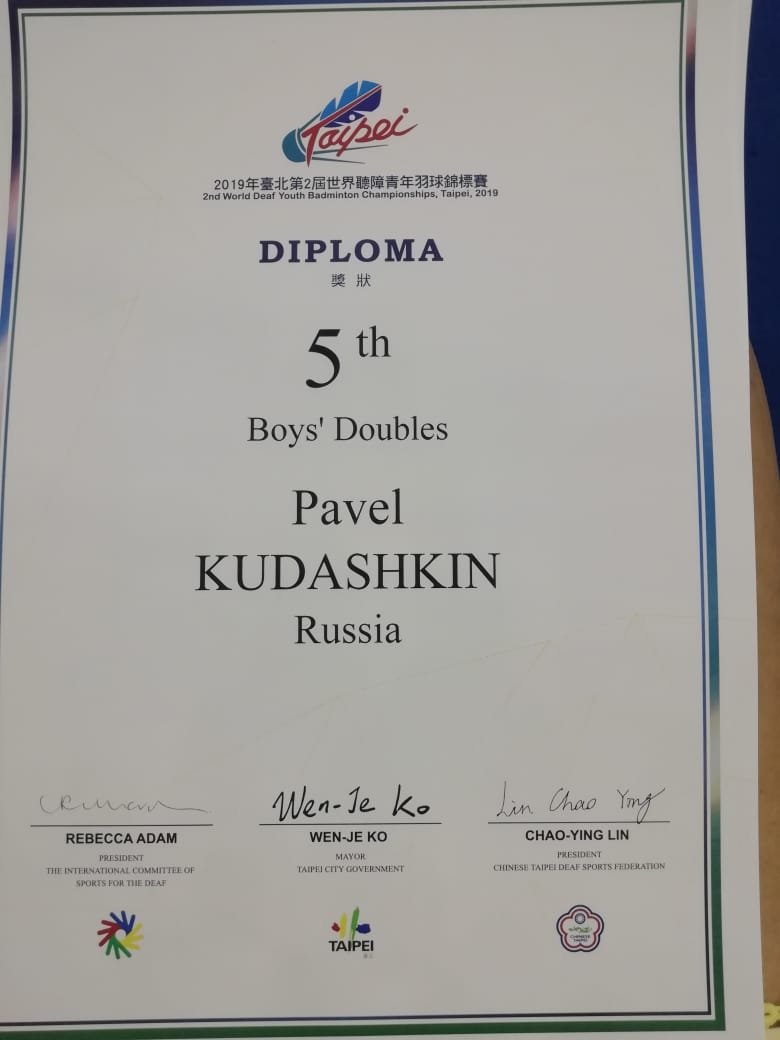 Taipei
2019年臺北第2屆世界聽障青年羽球錦標賽
2nd World Deaf Youth Badminton Championships, Taipei, 2019
DIPLOMA
獎 狀
5th
Boys' Doubles
Pavel
KUDASHKIN
Russia
Wen-Je Ko
Lin Chao Ying
REBECCA ADAM
WEN-JE KO
CHAO-YING LIN
PRESIDENT
MAYOR
PRESIDENT
THE INTERNATIONAL COMMITTEE OF
TAIPEI CITY GOVERNMENT
CHINESE TAIPEI DEAF SPORTS FEDERATION
SPORTS FOR THE DEAF
TAIPEI
CHINESE
TAIPEI